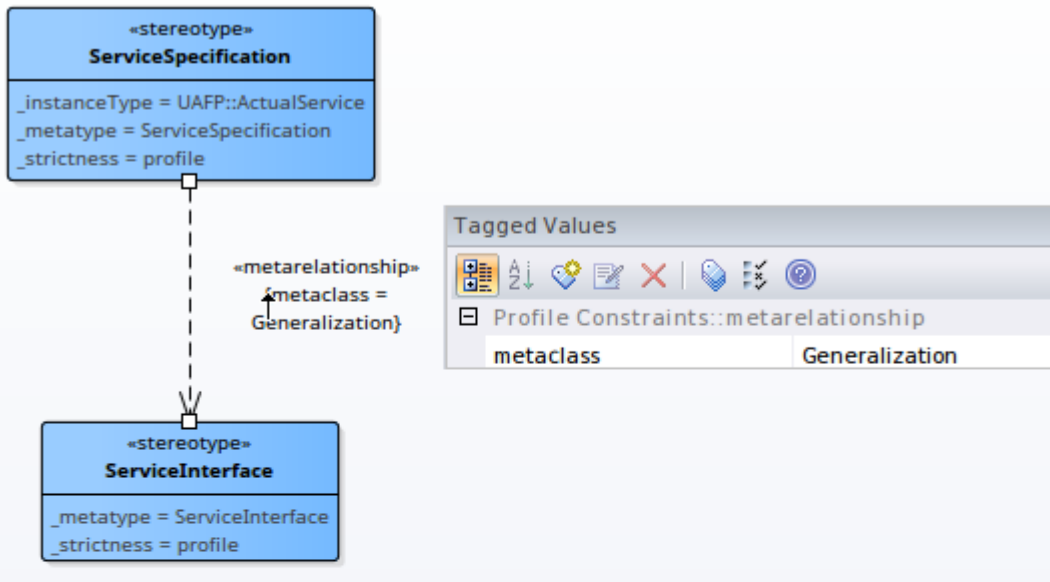 «stereotype»
ServiceSpecification
_instanceType = UAFP::ActualService
_metatype = ServiceSpecification
_strictness = profile
«metarelationship»
{metaclass =
Generalization}
Tagged Values
Profile Constraints::metarelationship
metaclass Generalization
«stereotype»
ServiceInterface
_metatype = ServiceInterface
_strictness = profile